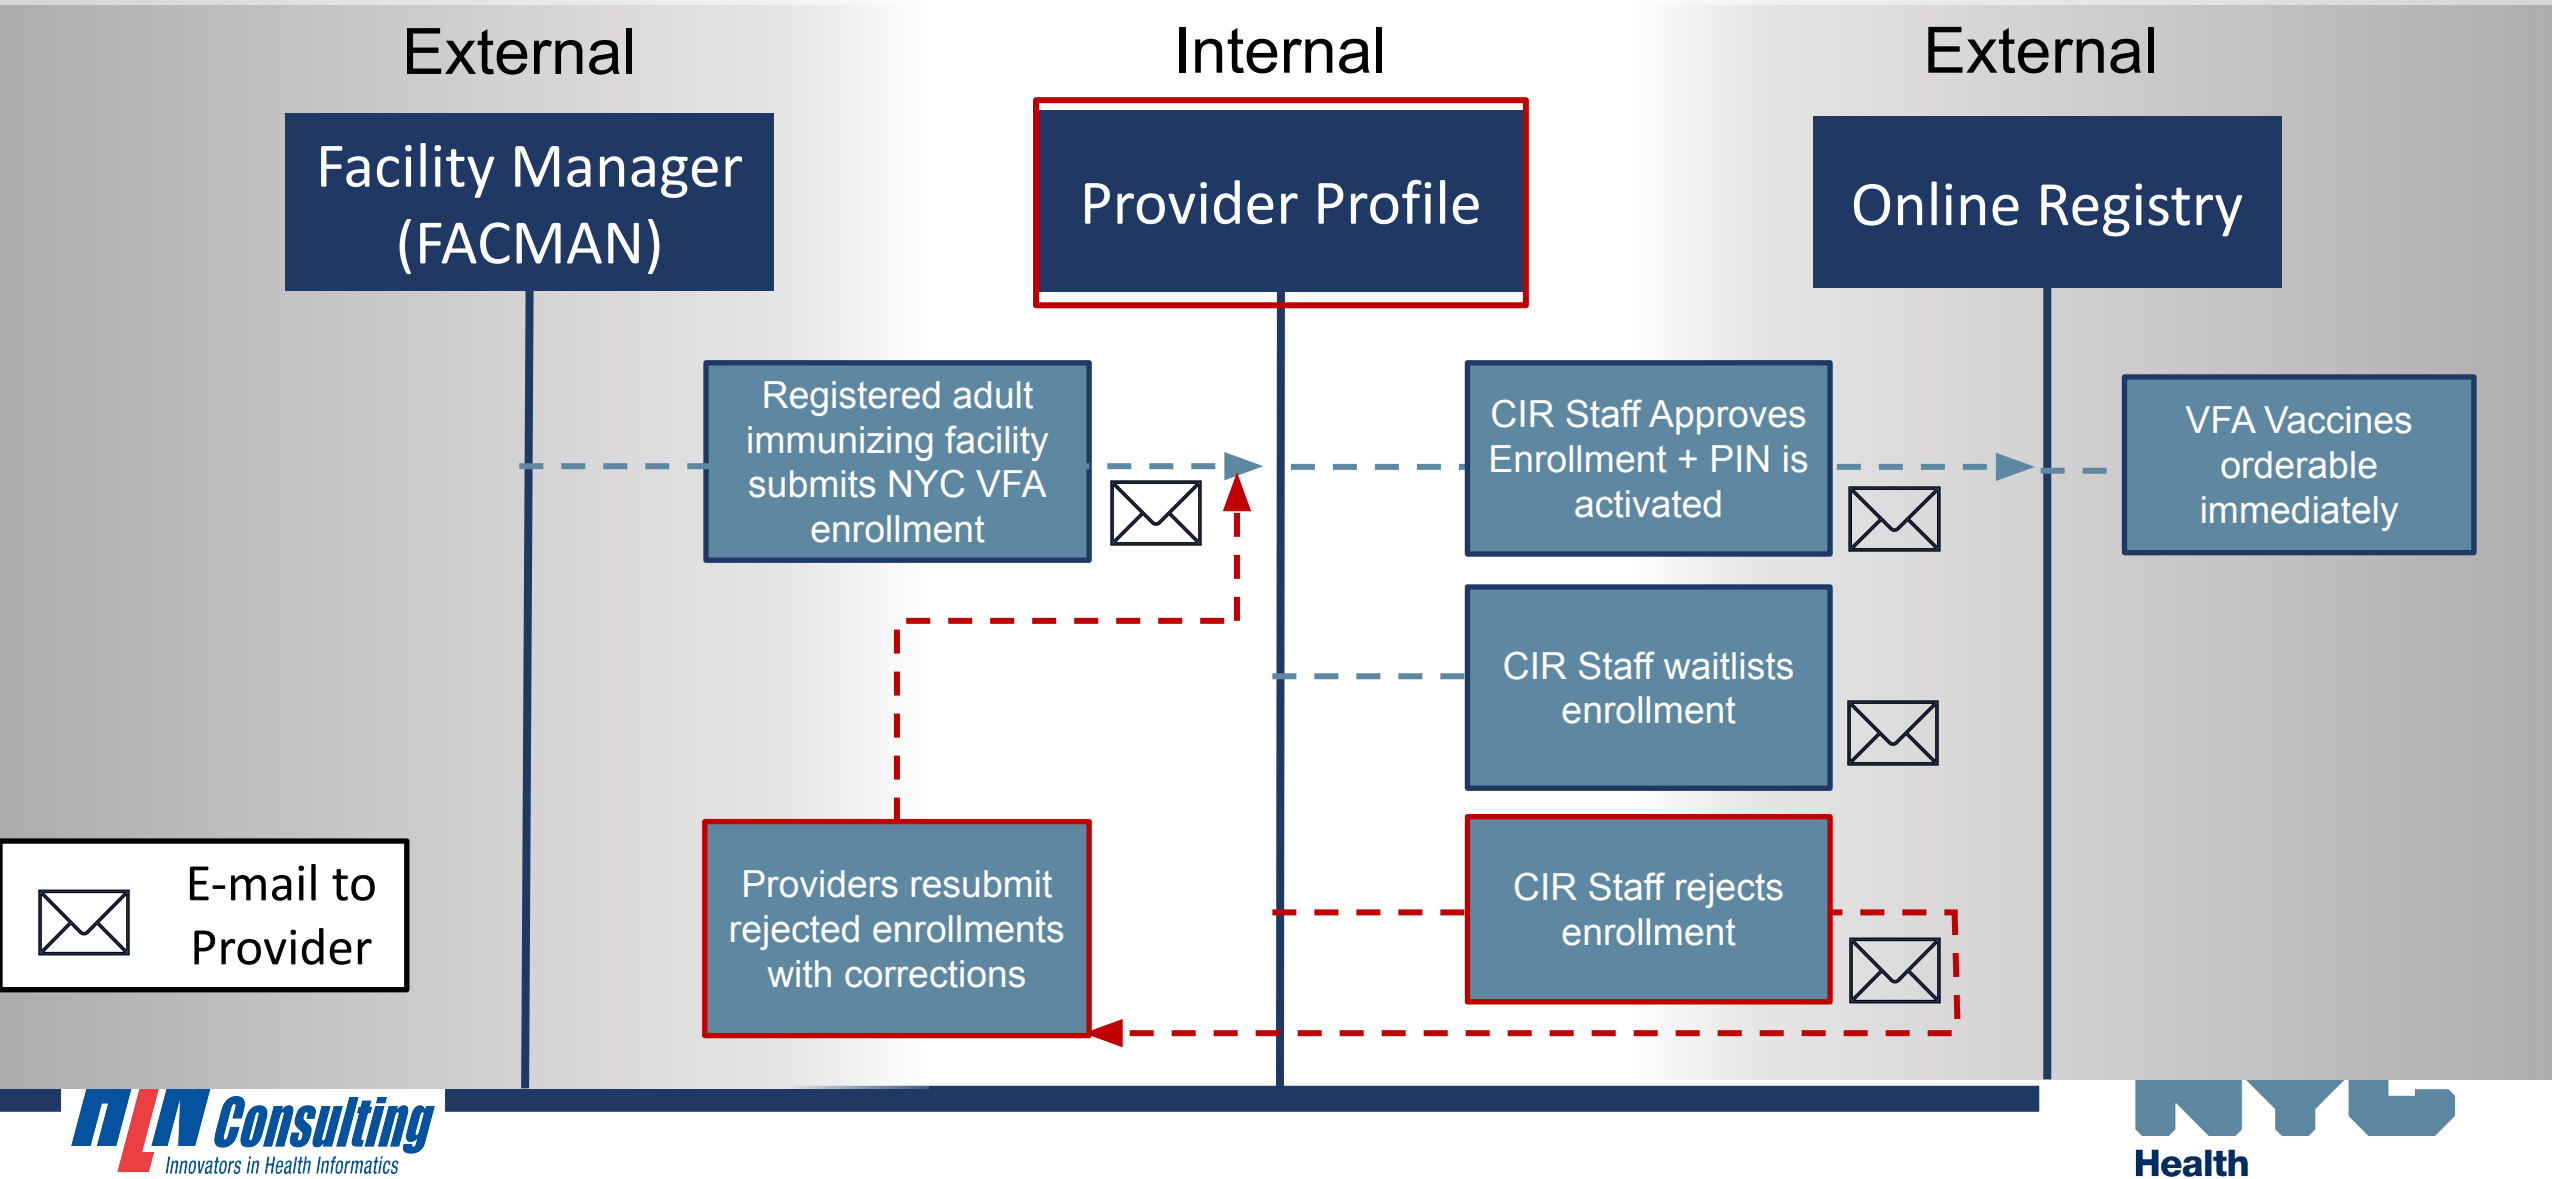 External
Internal
External
Facility Manager
(FACMAN)
Provider Profile
Online Registry
Registered adult
immunizing facility
submits NYC VFA
enrollment
CIR Staff Approves
Enrollment + PIN is
activated
VFA Vaccines
orderable
immediately
CIR Staff waitlists
enrollment
Providers resubmit
rejected enrollments
with corrections
CIR Staff rejects
enrollment
E-mail to
Provider
HLN Consulting
Innovators in Health Informatics
NYC
Health